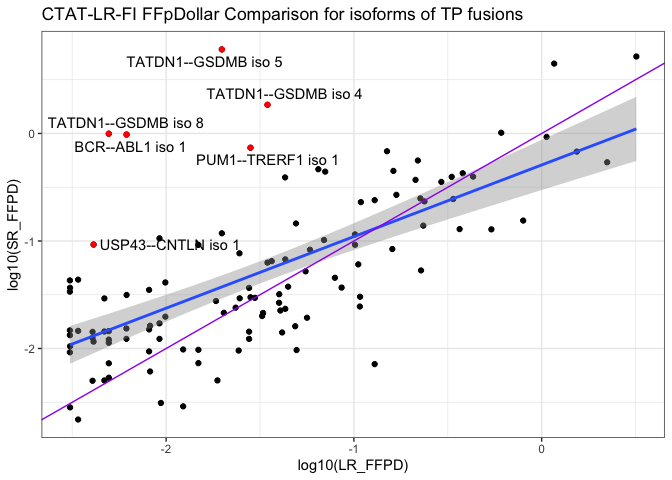 CTAT-LR-FI FFpDollar Comparison for isoforms of TP fusions
TATDN1--GSDMB iso 5
TATDN1--GSDMB iso 4
TATDN1--GSDMB iso 8
BCR--ABL1 iso 1
PUM1--TRERF1 iso 1
USP43--CNTLN iso 1
0
-1
-2
log10(SR_FFPD)
-2
-1
0
log10(LR_FFPD)